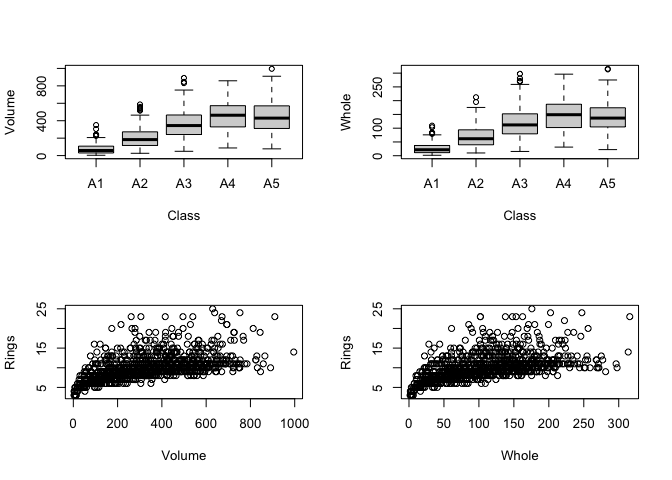 Volume
0 400 800
A1 A2 A3 A4 A5
Class
Whole
0 100 250
A1 A2 A3 A4 A5
Class
Rings
5 15 25
0 200 400 600 800 1000
Volume
Rings
5 15 25
0 50 100 150 200 250 300
Whole